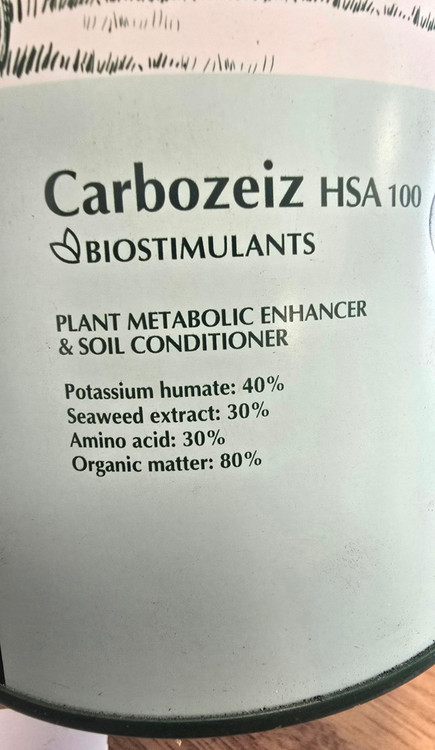 Carbozeiz HSA 100
BIOSTIMULANTS
PLANT METABOLIC ENHANCER
& SOIL CONDITIONER
Potassium humate: 40%
Seaweed extract: 30%
Amino acid: 30%
Organic matter: 80%